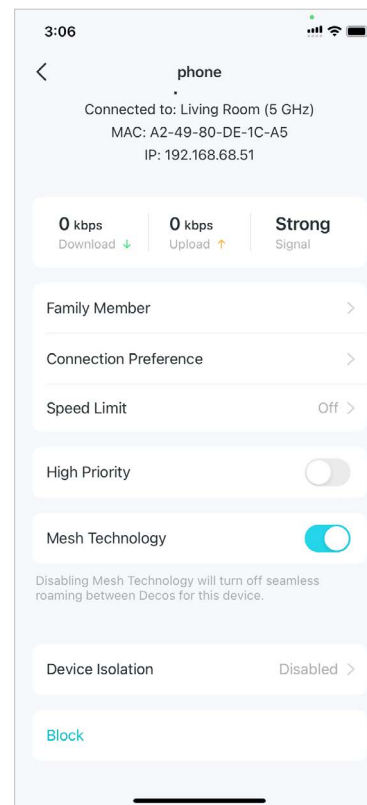 3:06
phone
Connected to: Living Room (5 GHz)
MAC: A2-49-80-DE-1C-A5
IP: 192.168.68.51
0 kbps
Download ↓
0 kbps
Upload ↑
Strong
Signal
Family Member
Connection Preference
Speed Limit Off
High Priority
Mesh Technology
Disabling Mesh Technology will turn off seamless
roaming between Decos for this device.
Device Isolation Disabled
Block